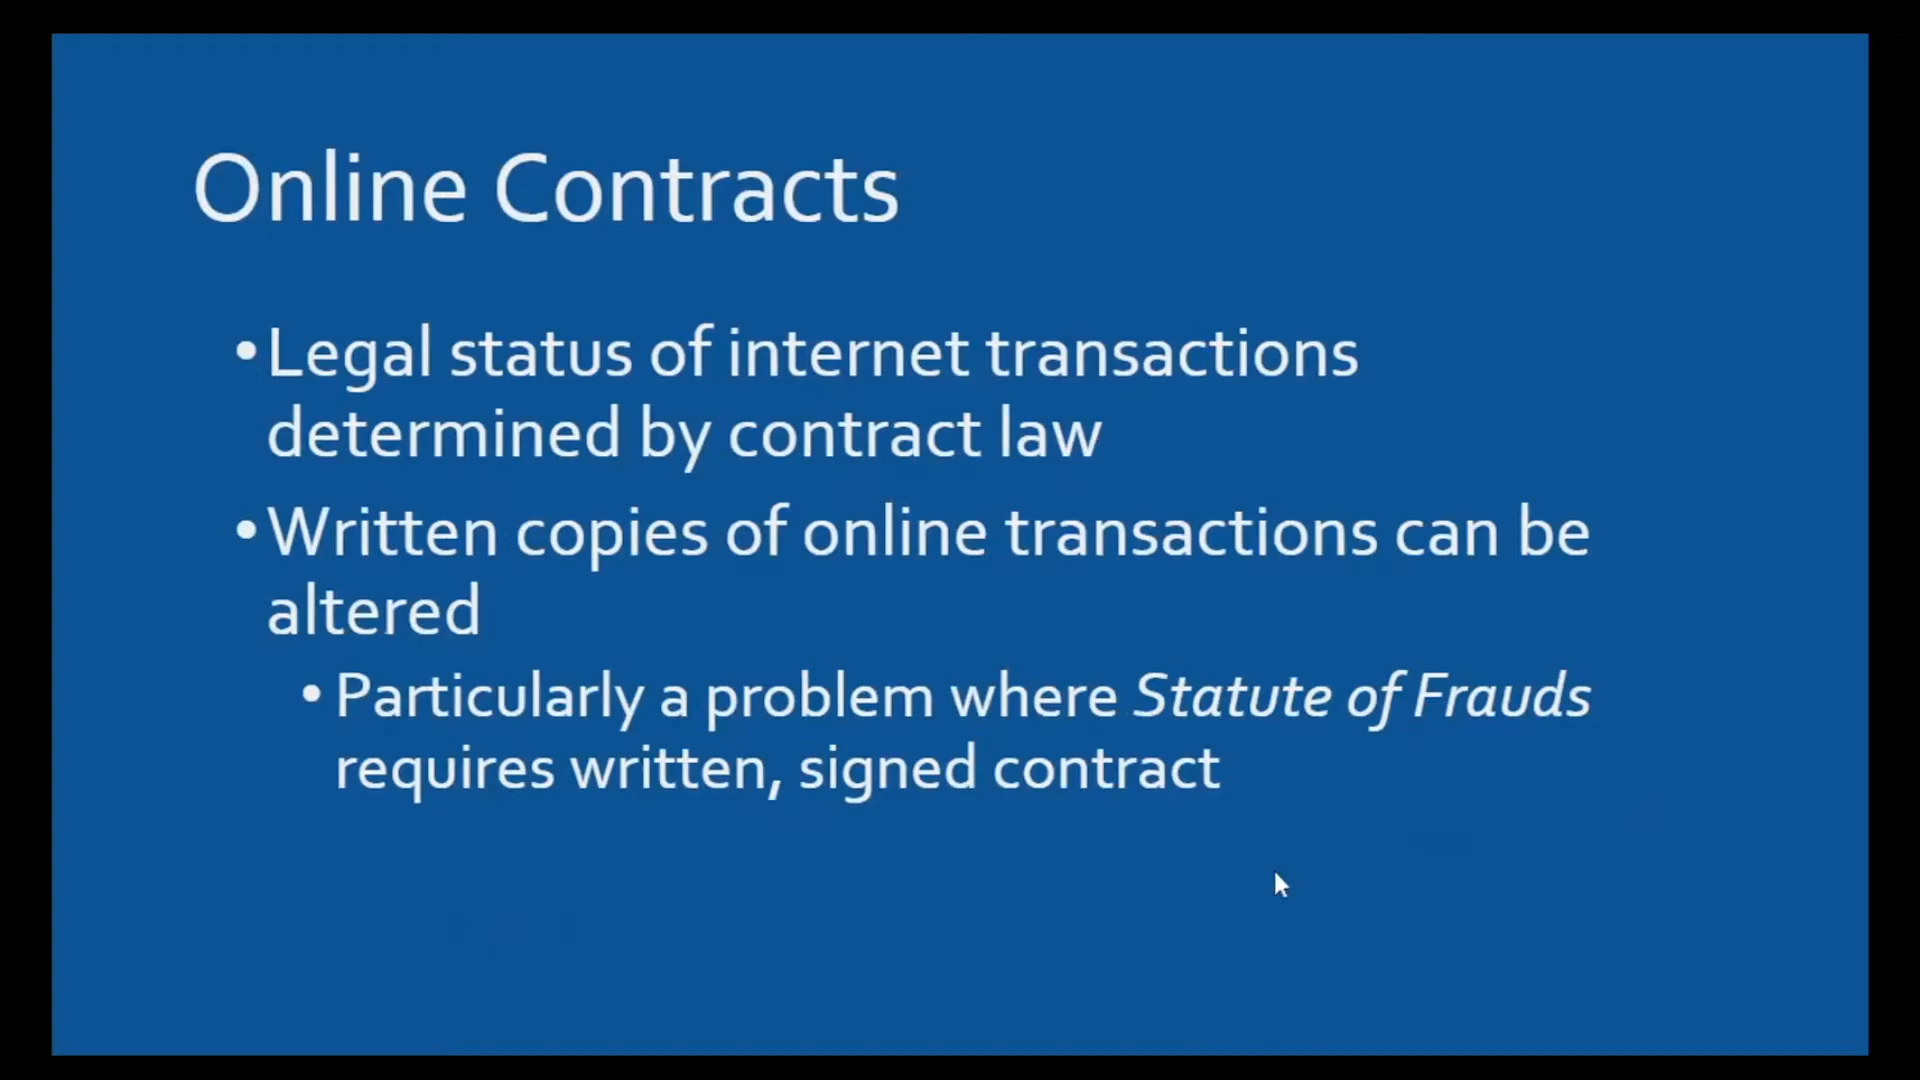 Online Contracts
•Legal status of internet transactions
determined by contract law
•Written copies of online transactions can be
altered
•Particularly a problem where Statute of Frauds
requires written, signed contract